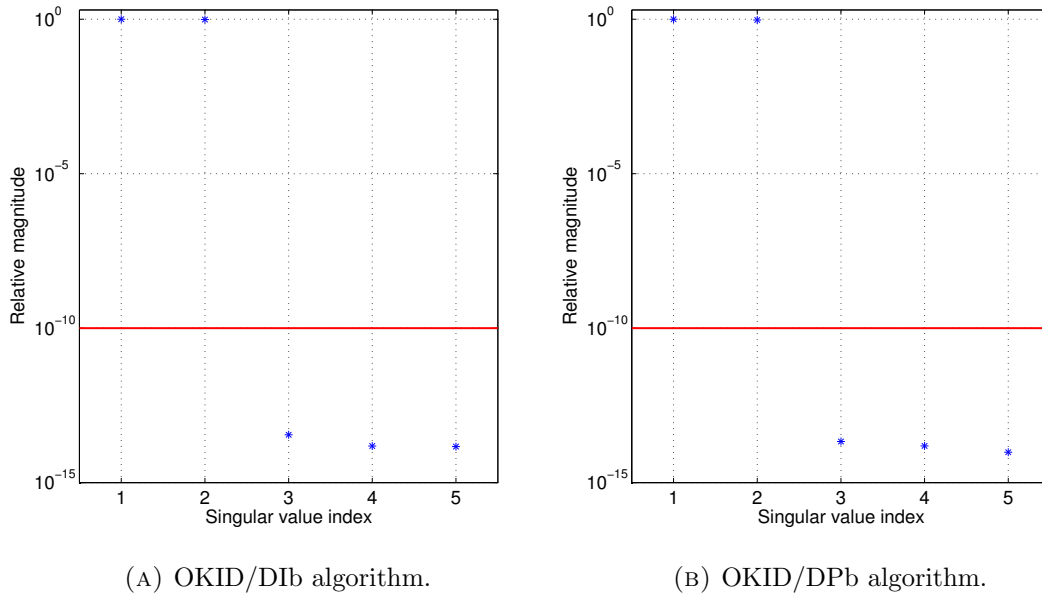 10^0
10^-5
10^-10
10^-15
Relative magnitude
1 2 3 4 5
Singular value index
(A) OKID/DIb algorithm.
10^0
10^-5
10^-10
10^-15
Relative magnitude
1 2 3 4 5
Singular value index
(B) OKID/DPb algorithm.